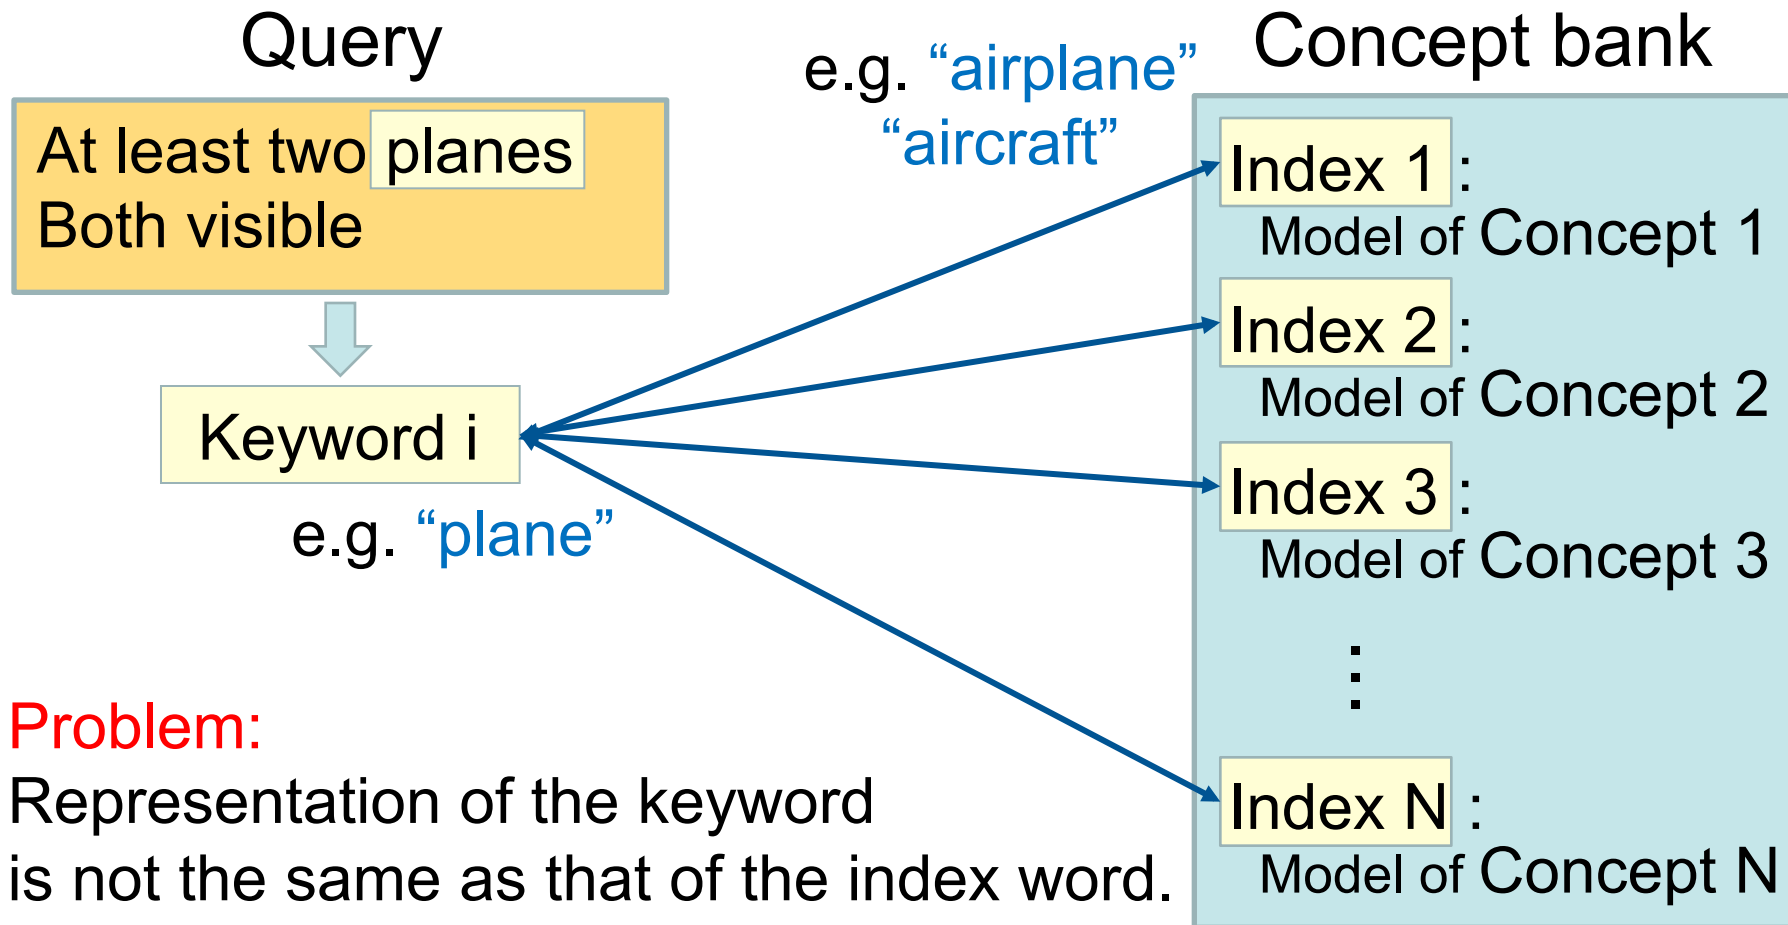 Query
At least two planes
Both visible
Keyword i
e.g. “plane”
e.g. “airplane”
“aircraft”
Concept bank
Index 1 :
Model of Concept 1
Index 2 :
Model of Concept 2
Index 3 :
Model of Concept 3
⋮
Index N :
Model of Concept N
Problem:
Representation of the keyword
is not the same as that of the index word.